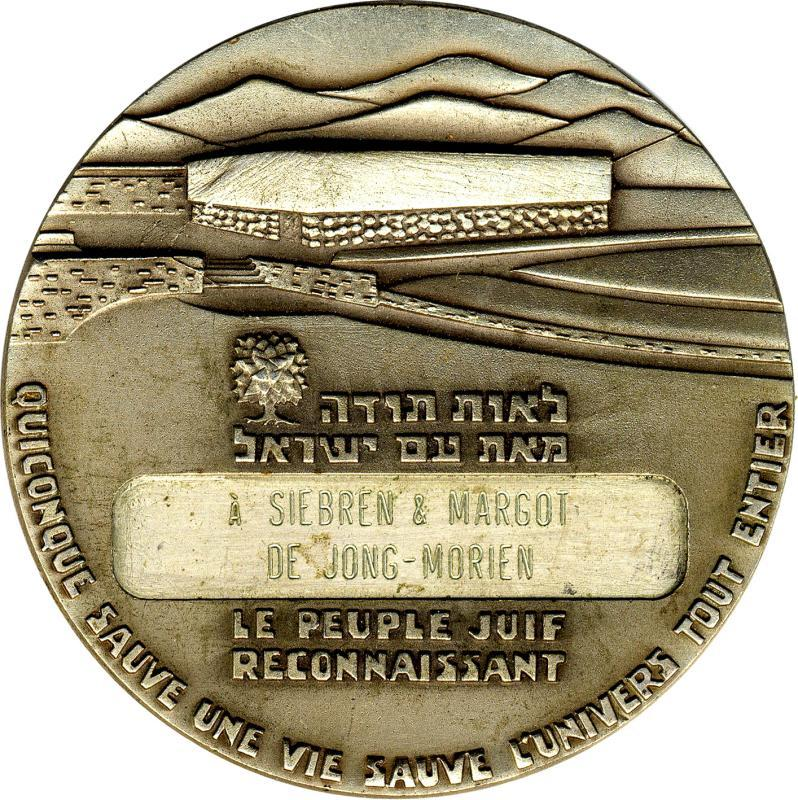 לאות תודה
מאת עם ישראל
À SIEBREN & MARGOT
DE JONG-MORIEN
LE PEUPLE JUIF
RECONNAISSANT
QUICONQUE SAUVE UNE VIE SAUVE L'UNIVERS TOUT ENTIER